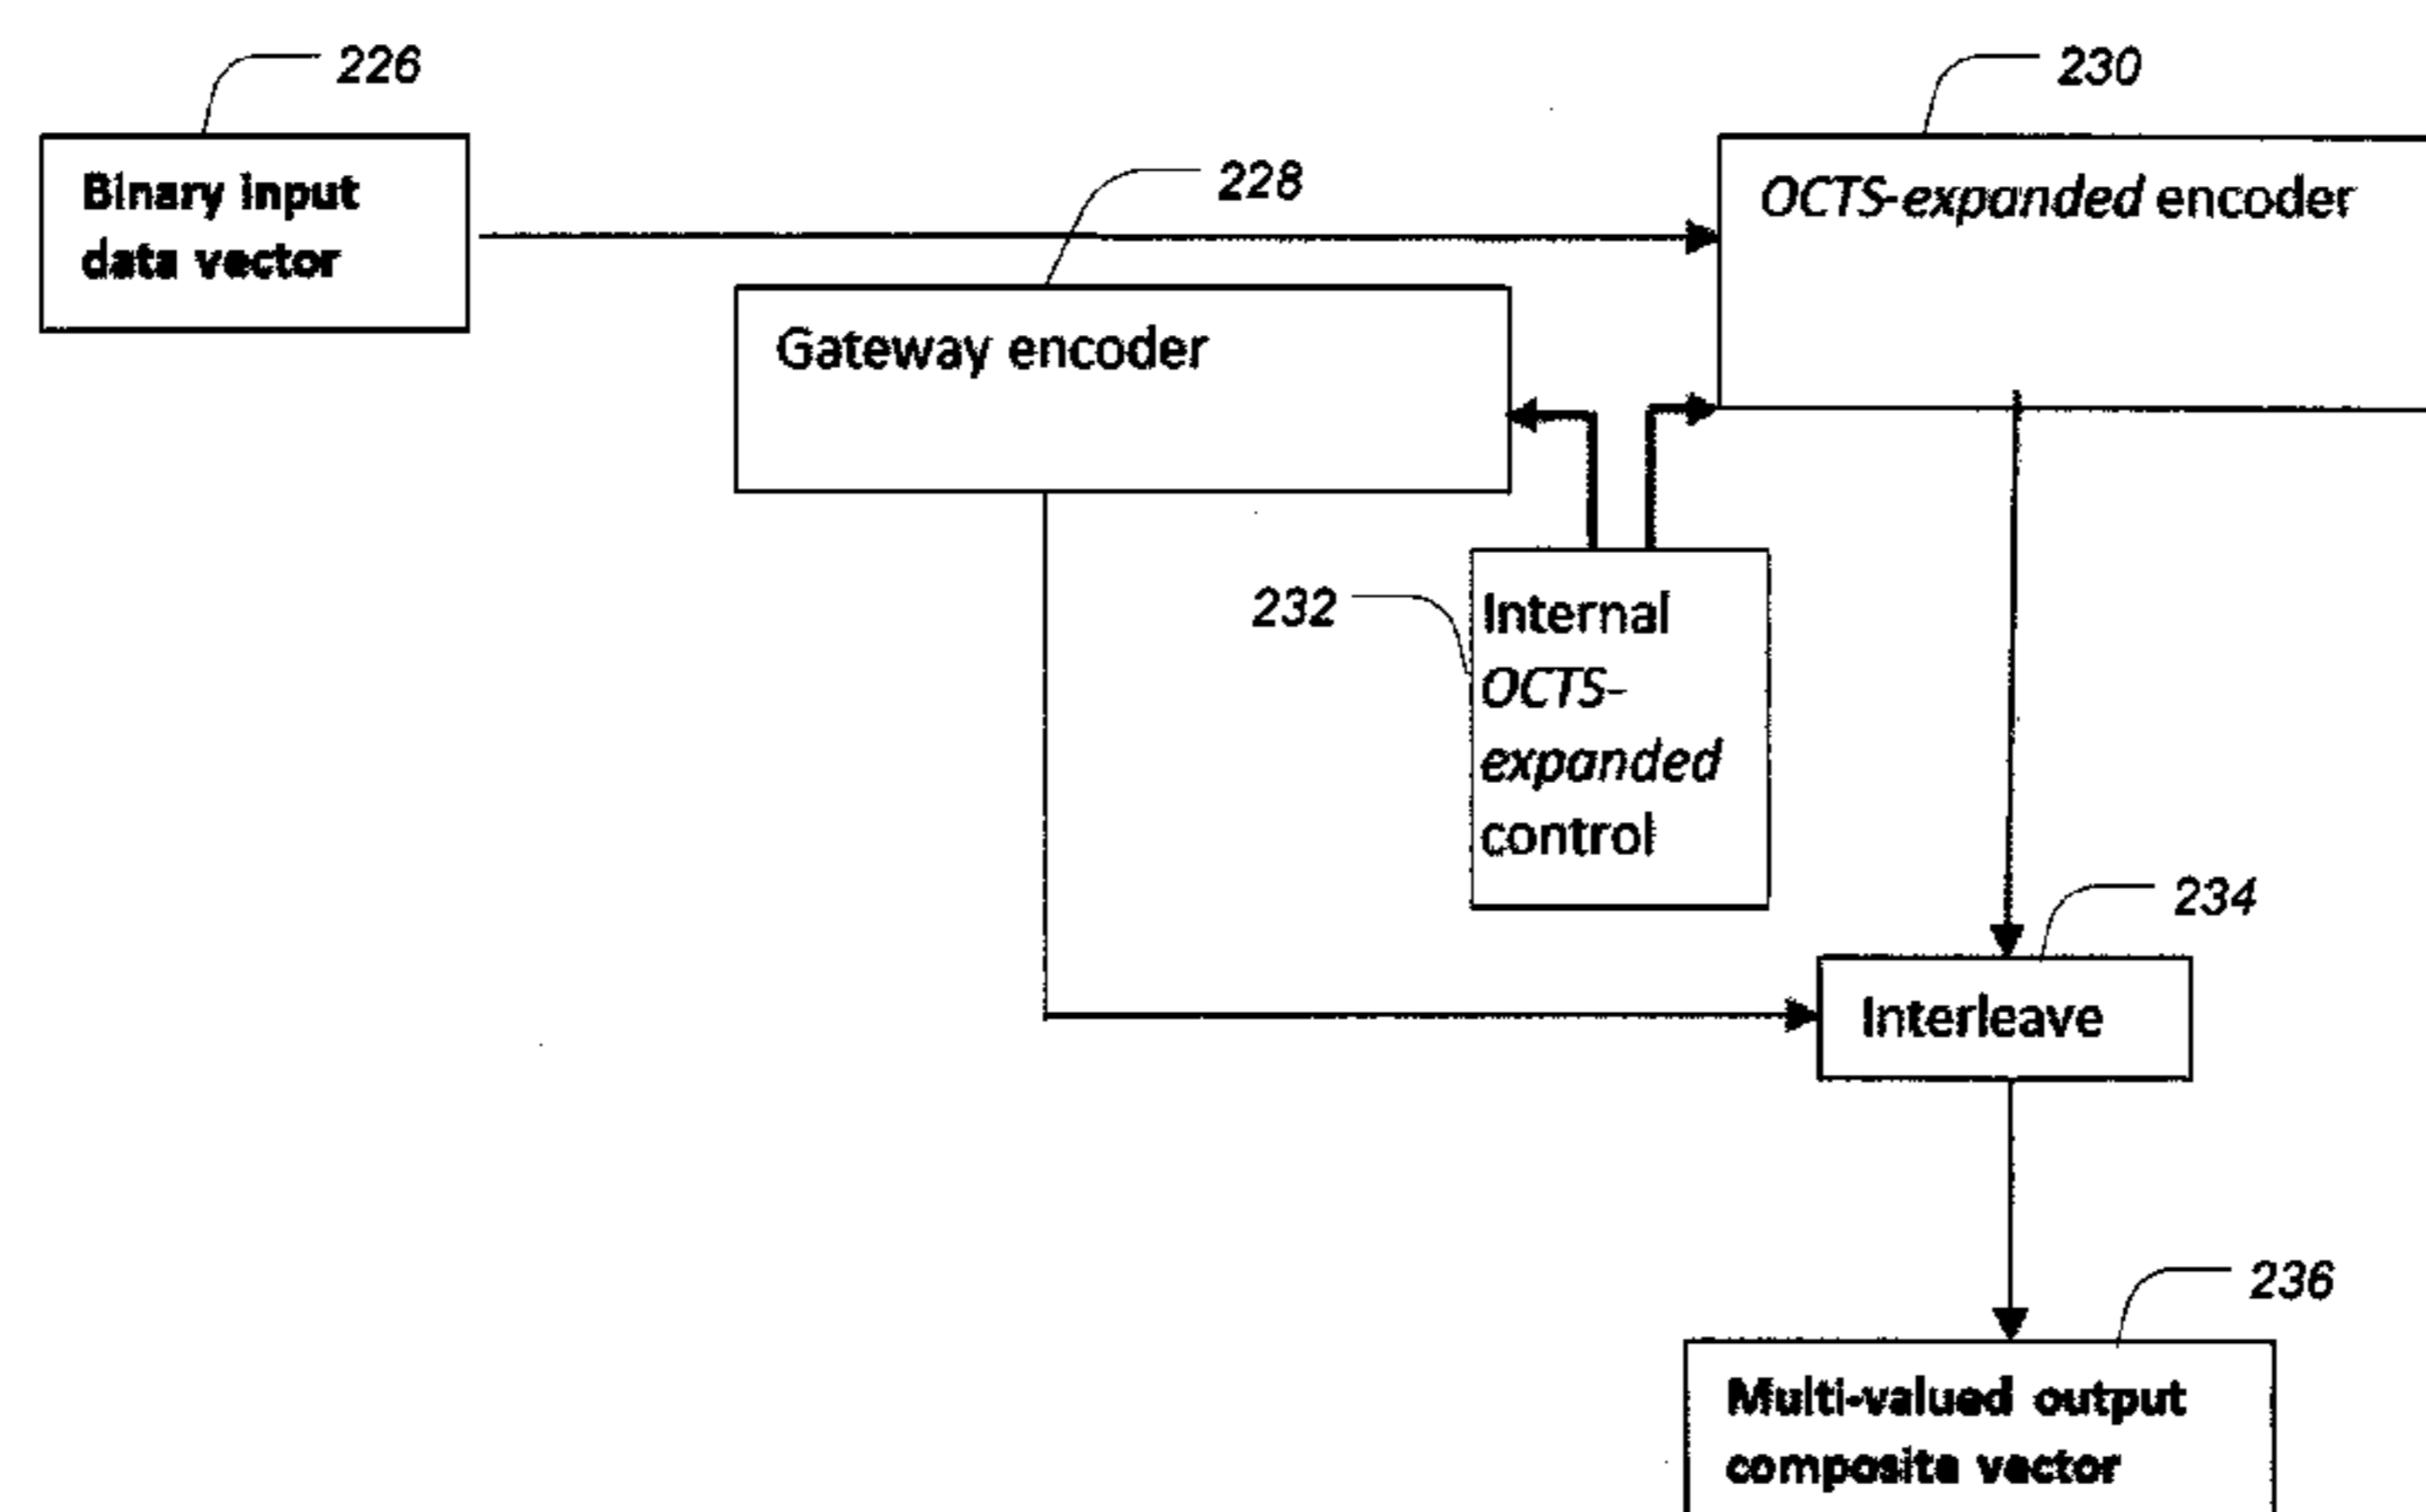 226
Binary input
data vector
228
Gateway encoder
230
OCTS-expanded encoder
232
Internal
OCTS-
expanded
control
234
Interleave
236
Multi-valued output
composite vector